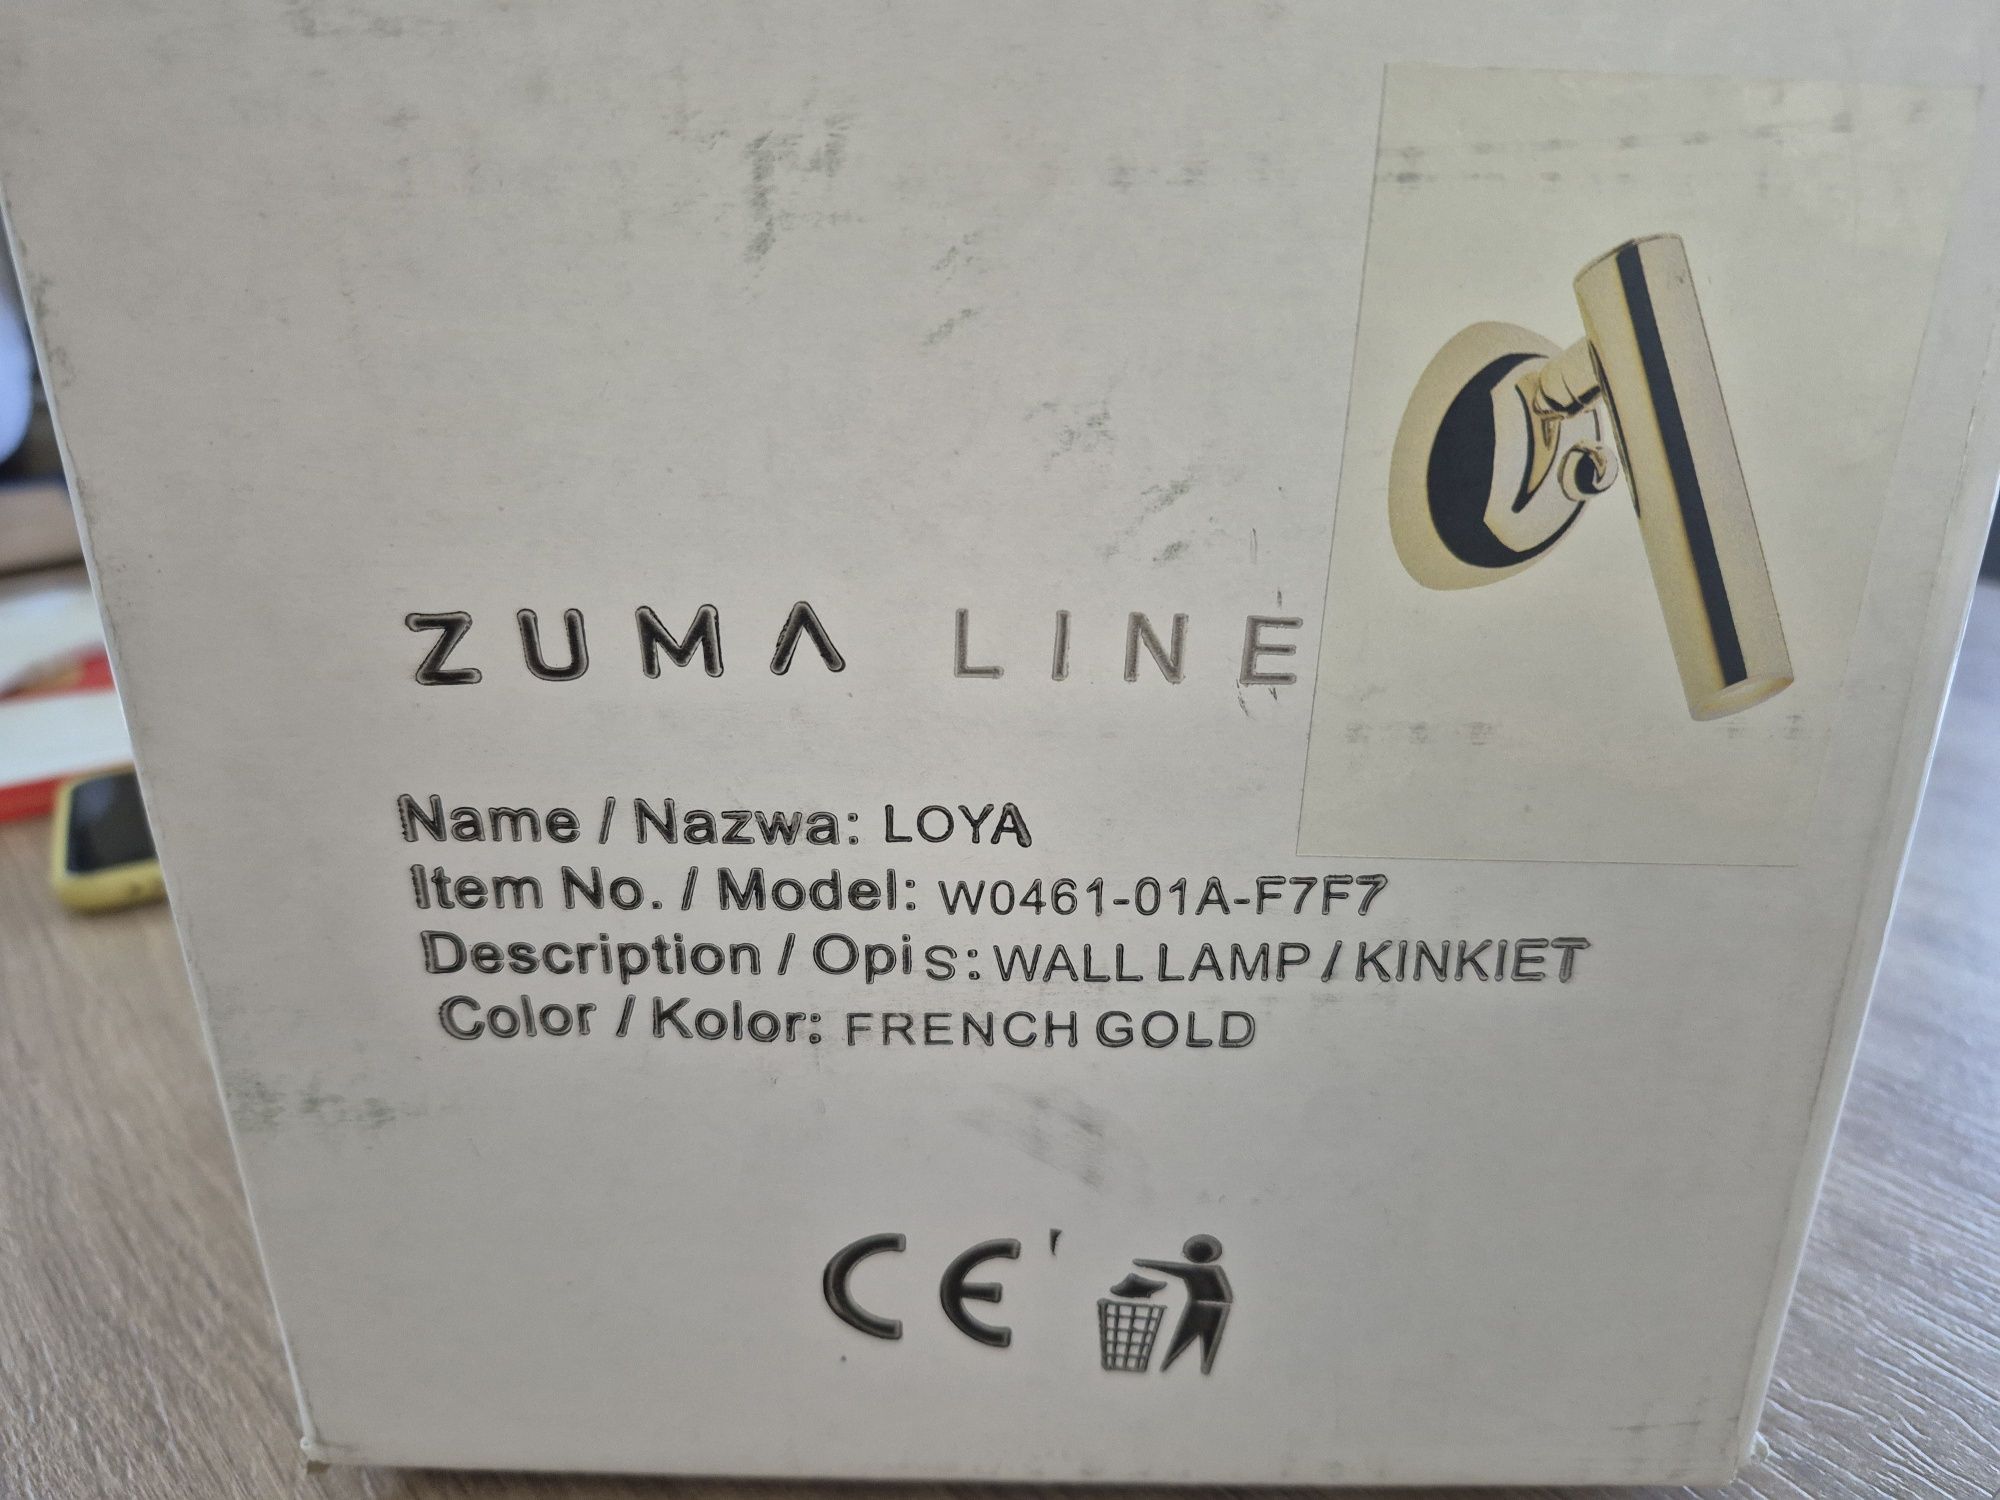 ZUMA LINE
Name / Nazwa: LOYA
Item No. / Model: W0461-01A-F7F7
Description / Opis: WALL LAMP / KINKIET
Color / Kolor: FRENCH GOLD
CE